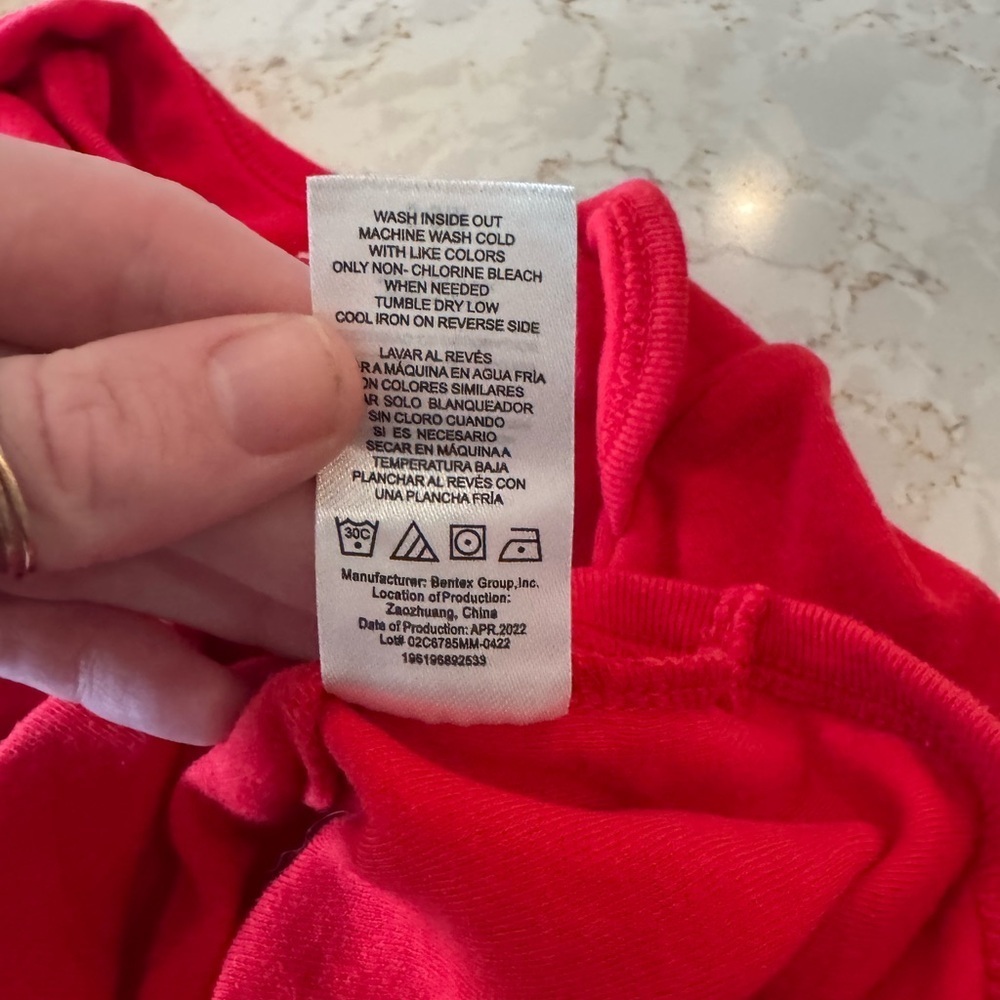 WASH INSIDE OUT
MACHINE WASH COLD
WITH LIKE COLORS
ONLY NON- CHLORINE BLEACH
WHEN NEEDED
TUMBLE DRY LOW
COOL IRON ON REVERSE SIDE
LAVAR AL REVÉS
MÁQUINA EN AGUA FRÍA
COLORES SIMILARES
SOLO BLANQUEADOR
SIN CLORO CUANDO
SI ES NECESARIO
SECAR EN MÁQUINA A
TEMPERATURA BAJA
PLANCHAR AL REVÉS CON
UNA PLANCHA FRÍA
30C
Manufacturer: Bentex Group,Inc.
Location of Production:
Zaozhuang, China
Date of Production: APR.2022
Lot# 02C6785MM-0422
196196892533